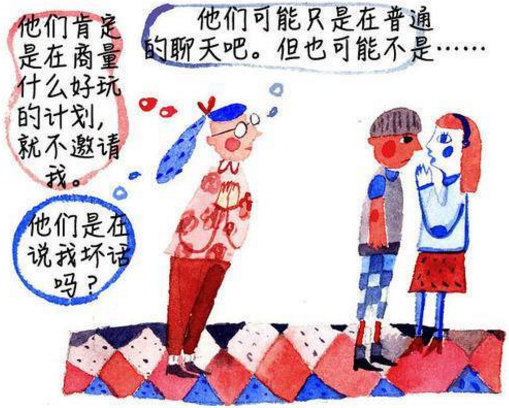 他们肯定
是在商量
什么好玩
的计划，
就不邀请
我。
他们可能只是在普通
的聊天吧。但也可能不是……
他们是在
说我坏话
吗？